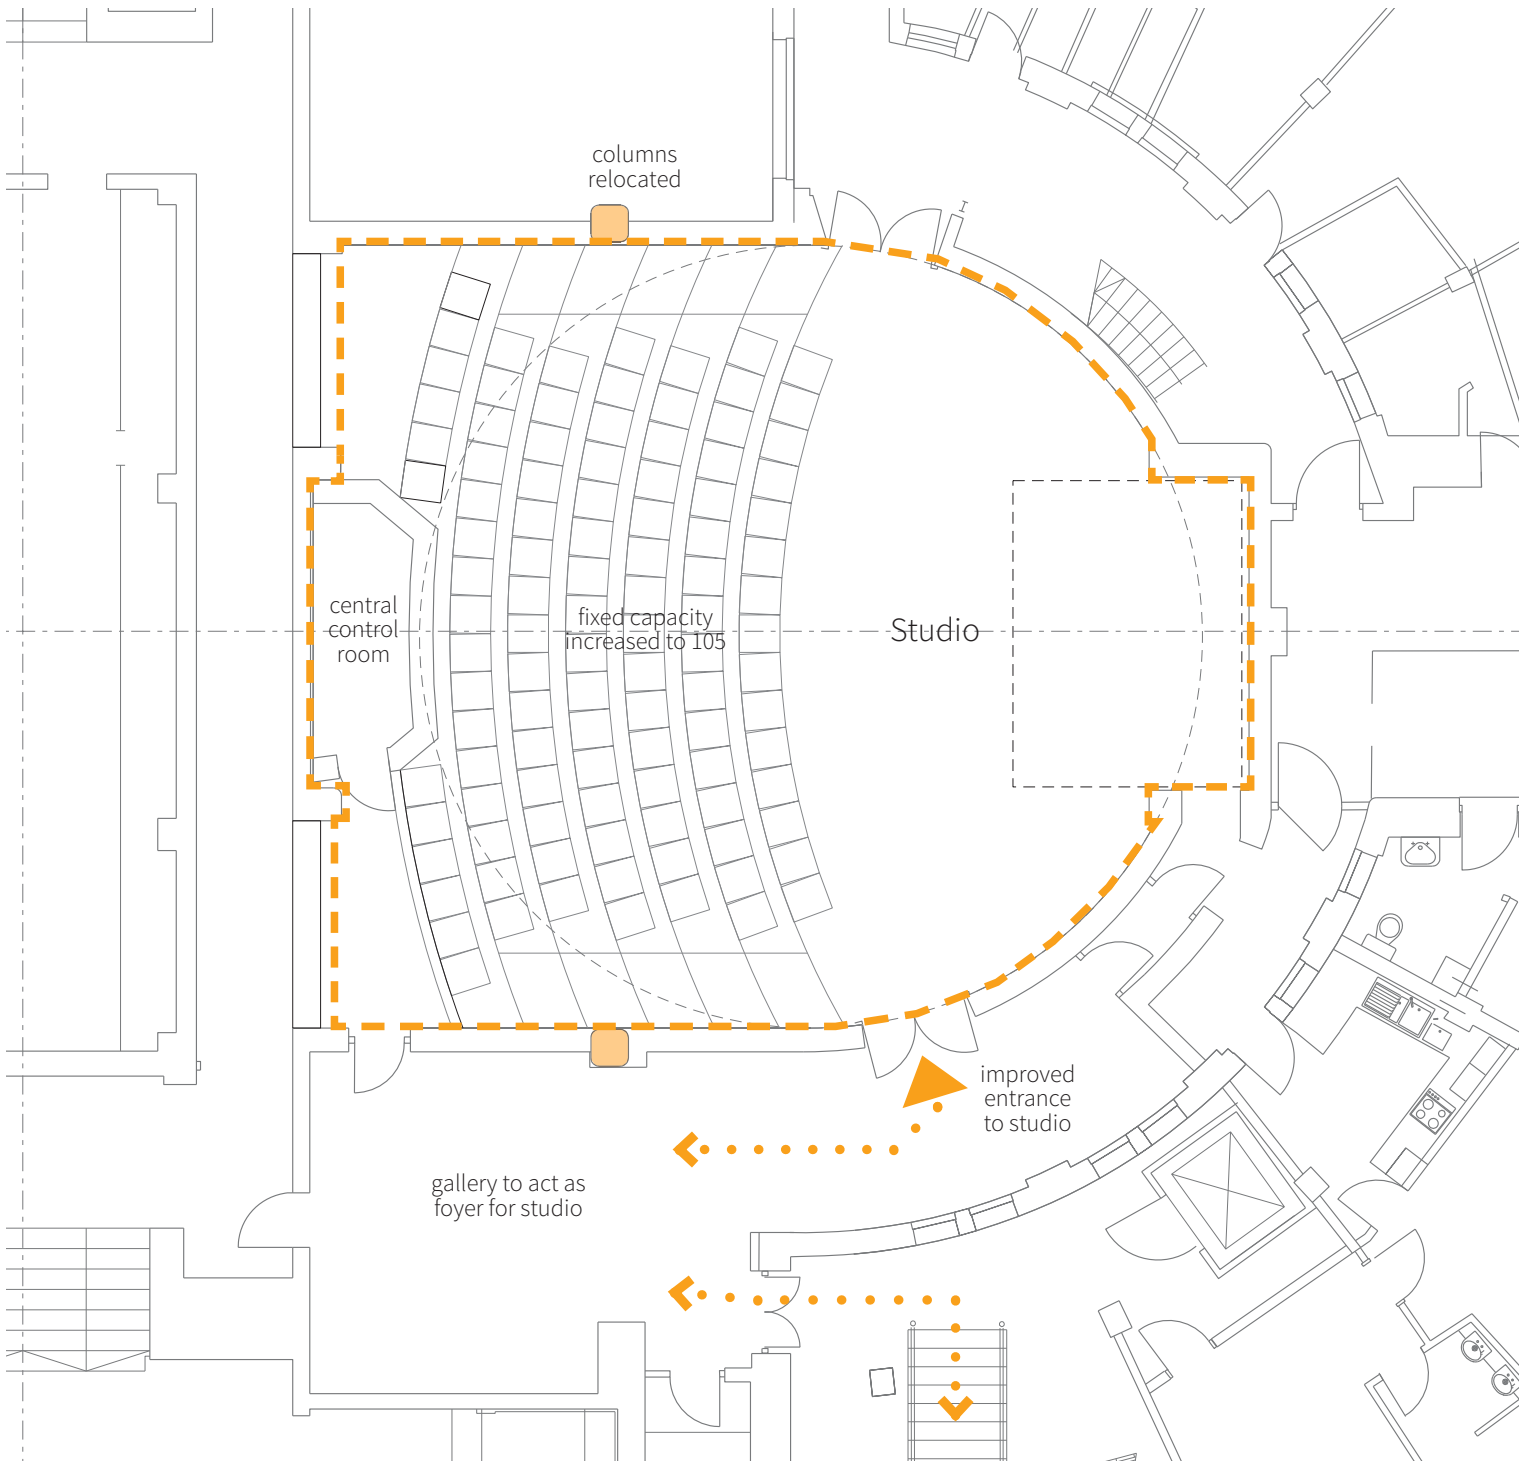 columns
relocated
central
control
room
fixed capacity
increased to 105
Studio
improved
entrance
to studio
gallery to act as
foyer for studio